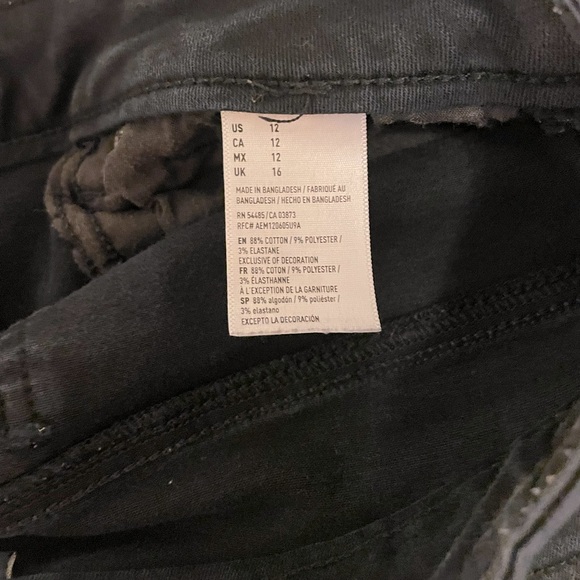 US 12
CA 12
MX 12
UK 16
MADE IN BANGLADESH / FABRIQUÉ AU
BANGLADESH / HECHO EN BANGLADESH
RN 54485/CA 03873
RFC# AEM120605U9A
EN 88% COTTON / 9% POLYESTER /
3% ELASTANE
EXCLUSIVE OF DECORATION
FR 88% COTON / 9% POLYESTER /
3% ÉLASTHANNE
À L'EXCEPTION DE LA GARNITURE
SP 88% algodón / 9% poliéster /
3% elastano
EXCEPTO LA DECORACIÓN